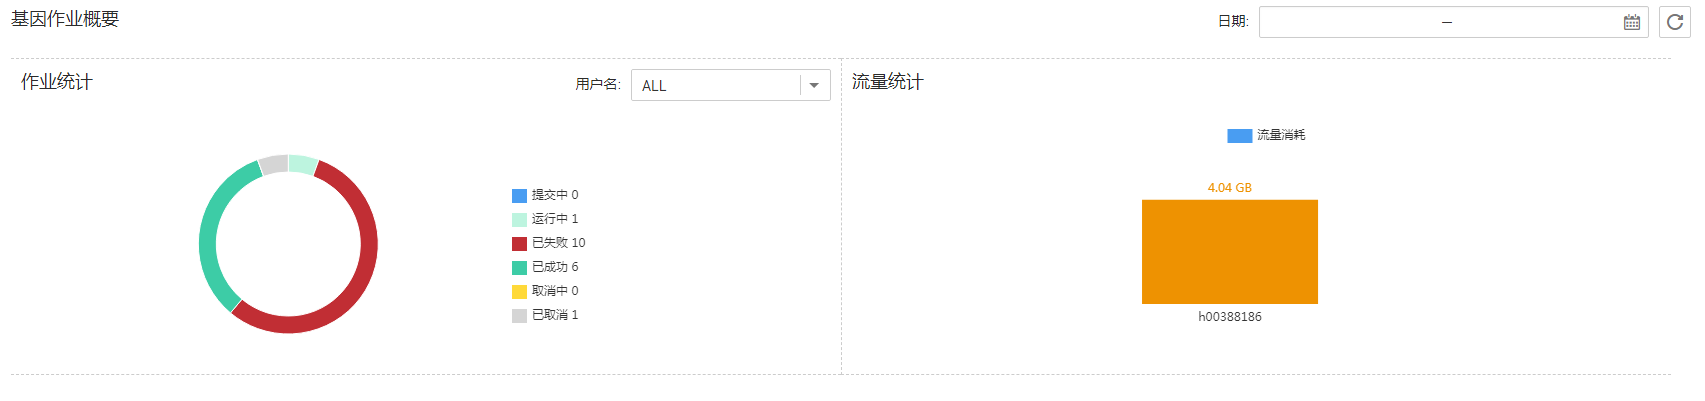 基因作业概要
日期:
—
作业统计
用户名:
ALL
提交中 0
运行中 1
已失败 10
已成功 6
取消中 0
已取消 1
流量统计
流量消耗
4.04 GB
h00388186